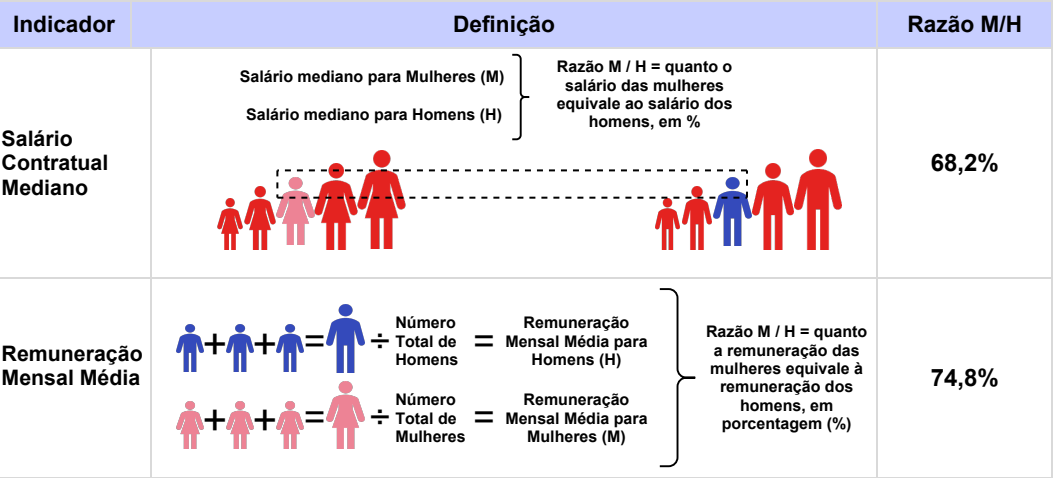 Indicador
Definição
Razão M/H
Salário
Contratual
Mediano
Salário mediano para Mulheres (M)
Salário mediano para Homens (H)
Razão M / H = quanto o
salário das mulheres
equivale ao salário dos
homens, em %
68,2%
Remuneração
Mensal Média
+ + = ÷
Número
Total de
Homens
=
Remuneração
Mensal Média para
Homens (H)
+ + = ÷
Número
Total de
Mulheres
=
Remuneração
Mensal Média para
Mulheres (M)
Razão M / H = quanto
a remuneração das
mulheres equivale à
remuneração dos
homens, em
porcentagem (%)
74,8%